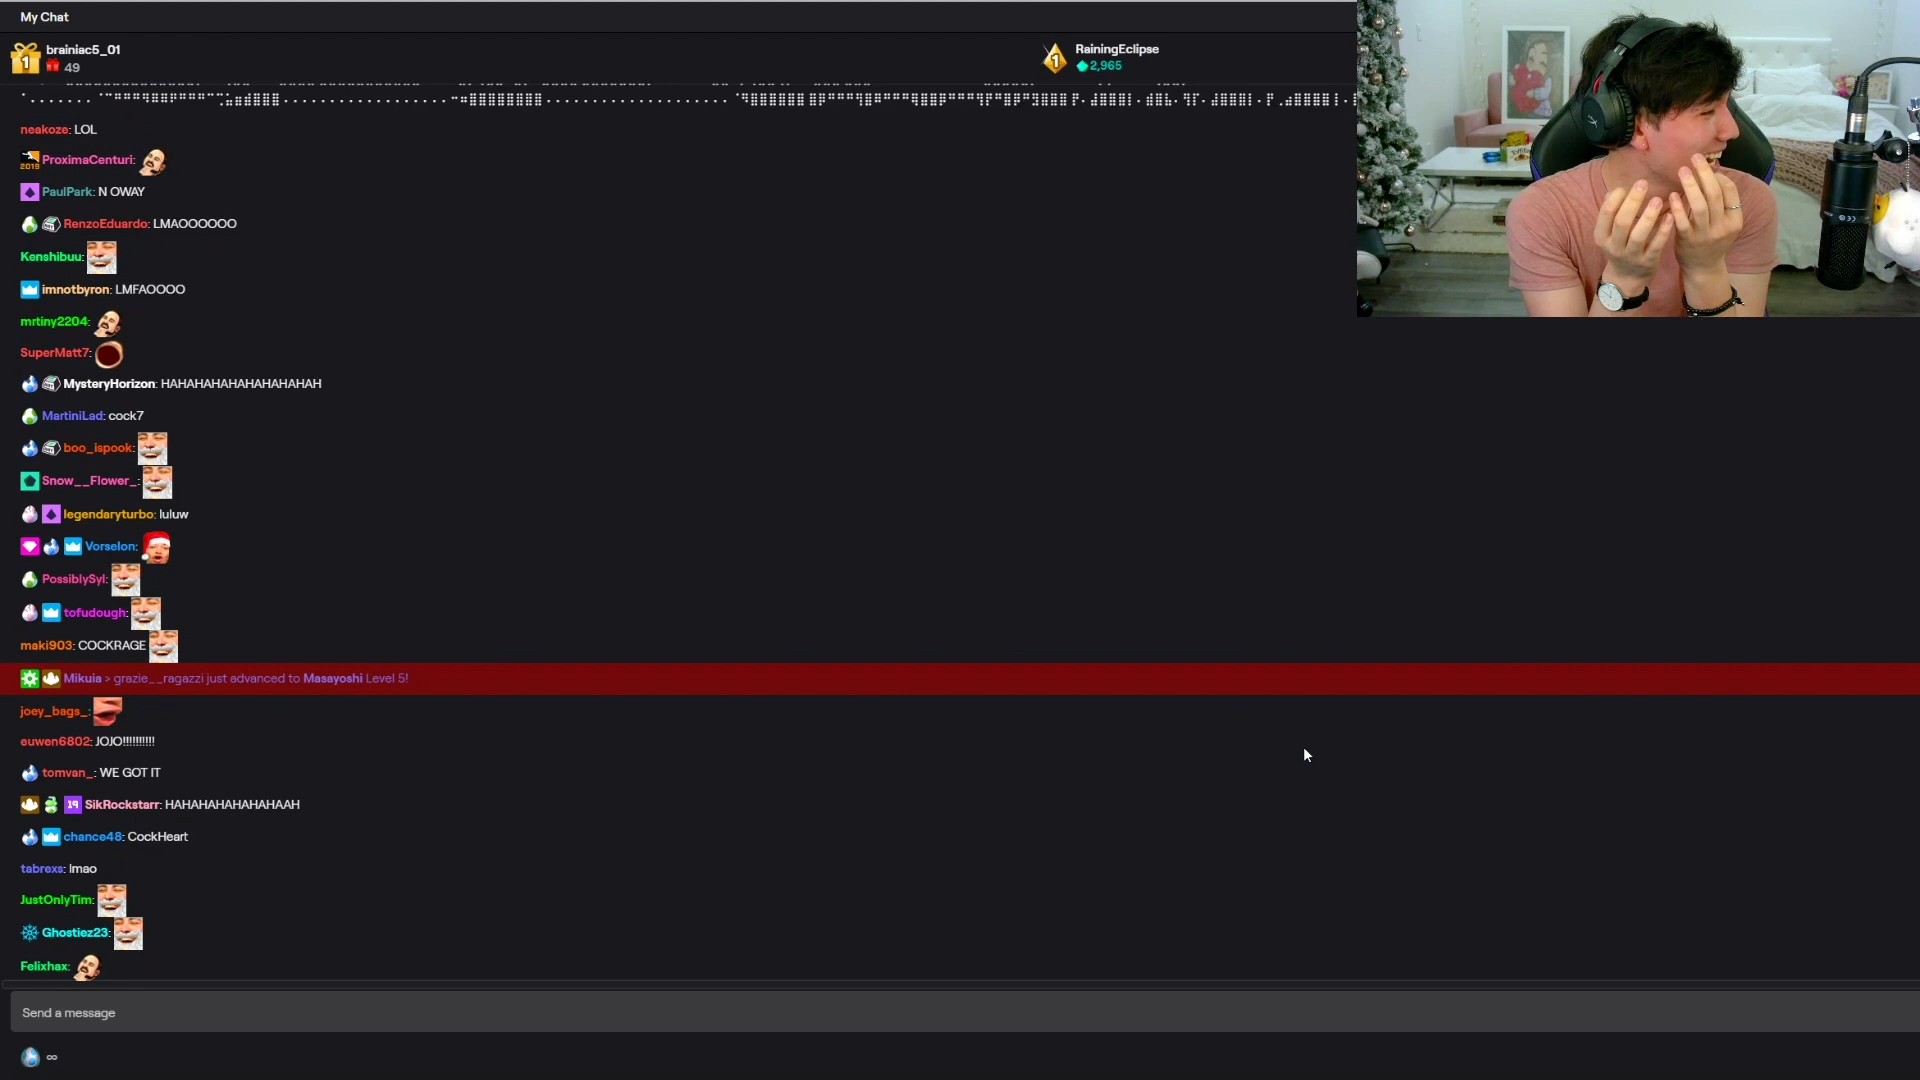 My Chat
brainiac5_01
49
RainingEclipse
2,965
neakoze: LOL
ProximaCenturi:
PaulPark: N OWAY
RenzoEduardo: LMAOOOOOO
Kenshibuu:
imnotbyron: LMFAOOOO
mrtiny2204:
SuperMatt7:
MysteryHorizon: HAHAHAHAHAHAHAHAHAH
MartiniLad: cock7
boo_ispook:
Snow__Flower_:
legendaryturbo: luluw
Vorselon:
PossiblySyl:
tofudough:
maki903: COCKRAGE
Mikuia > grazie__ragazzi just advanced to Masayoshi Level 5!
joey_bags_:
euwen6802: JOJO!!!!!!!!!!
tomvan_: WE GOT IT
19 SikRockstarr: HAHAHAHAHAHAHAAH
chance48: CockHeart
tabrexs: lmao
JustOnlyTim:
Ghostiez23:
Felixhax:
Send a message
∞